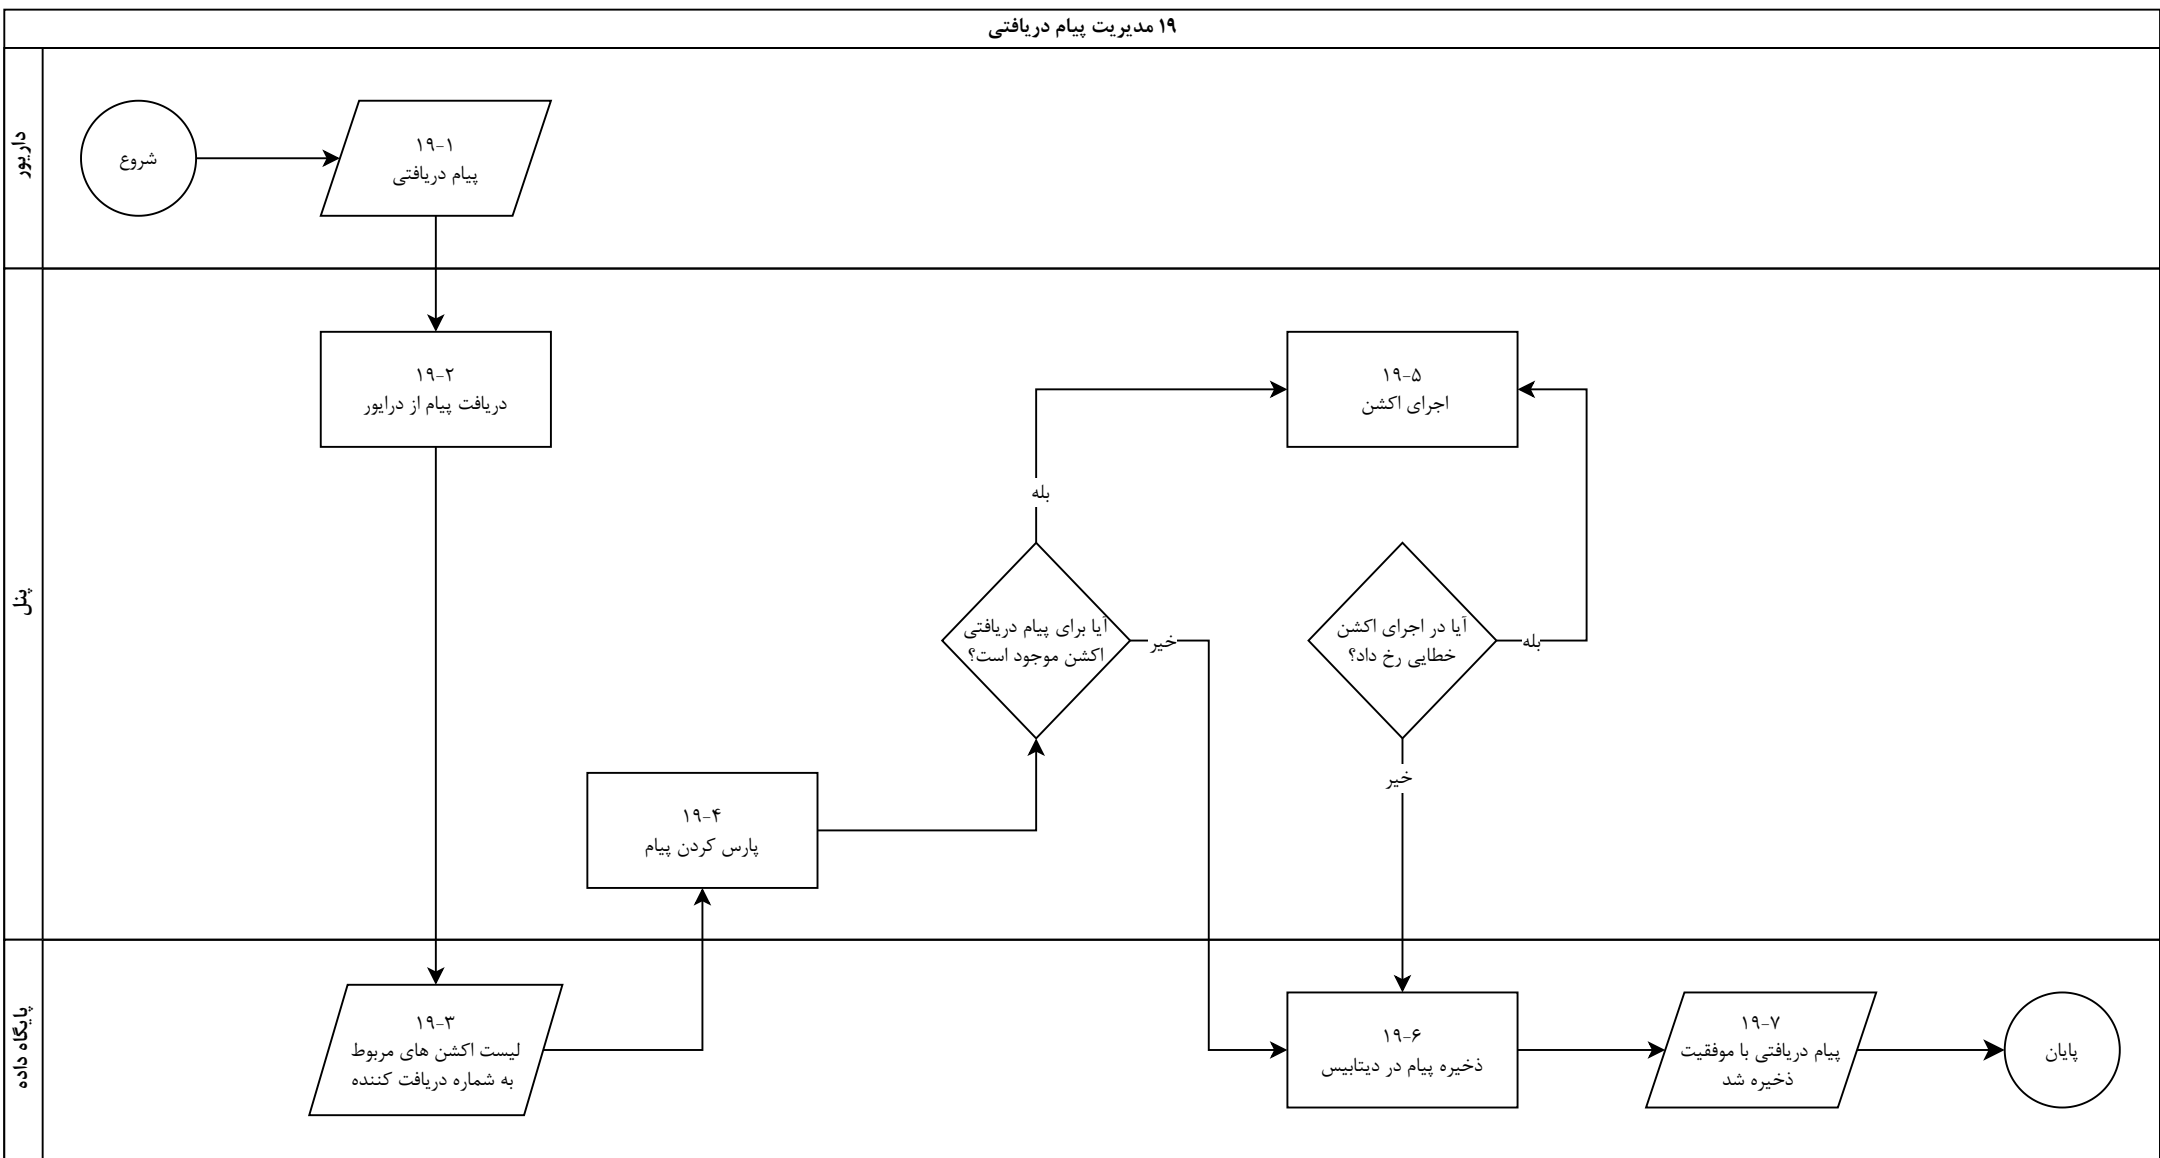 ۱۹ مدیریت پیام دریافتی
داریور
شروع
۱۹-۱
پیام دریافتی
پنل
۱۹-۲
دریافت پیام از درایور
۱۹-۵
اجرای اکشن
بله
آیا برای پیام دریافتی
اکشن موجود است؟
خیر
آیا در اجرای اکشن
خطایی رخ داد؟
بله
خیر
۱۹-۴
پارس کردن پیام
پایگاه داده
۱۹-۳
لیست اکشن های مربوط
به شماره دریافت کننده
۱۹-۶
ذخیره پیام در دیتابیس
۱۹-۷
پیام دریافتی با موفقیت
ذخیره شد
پایان